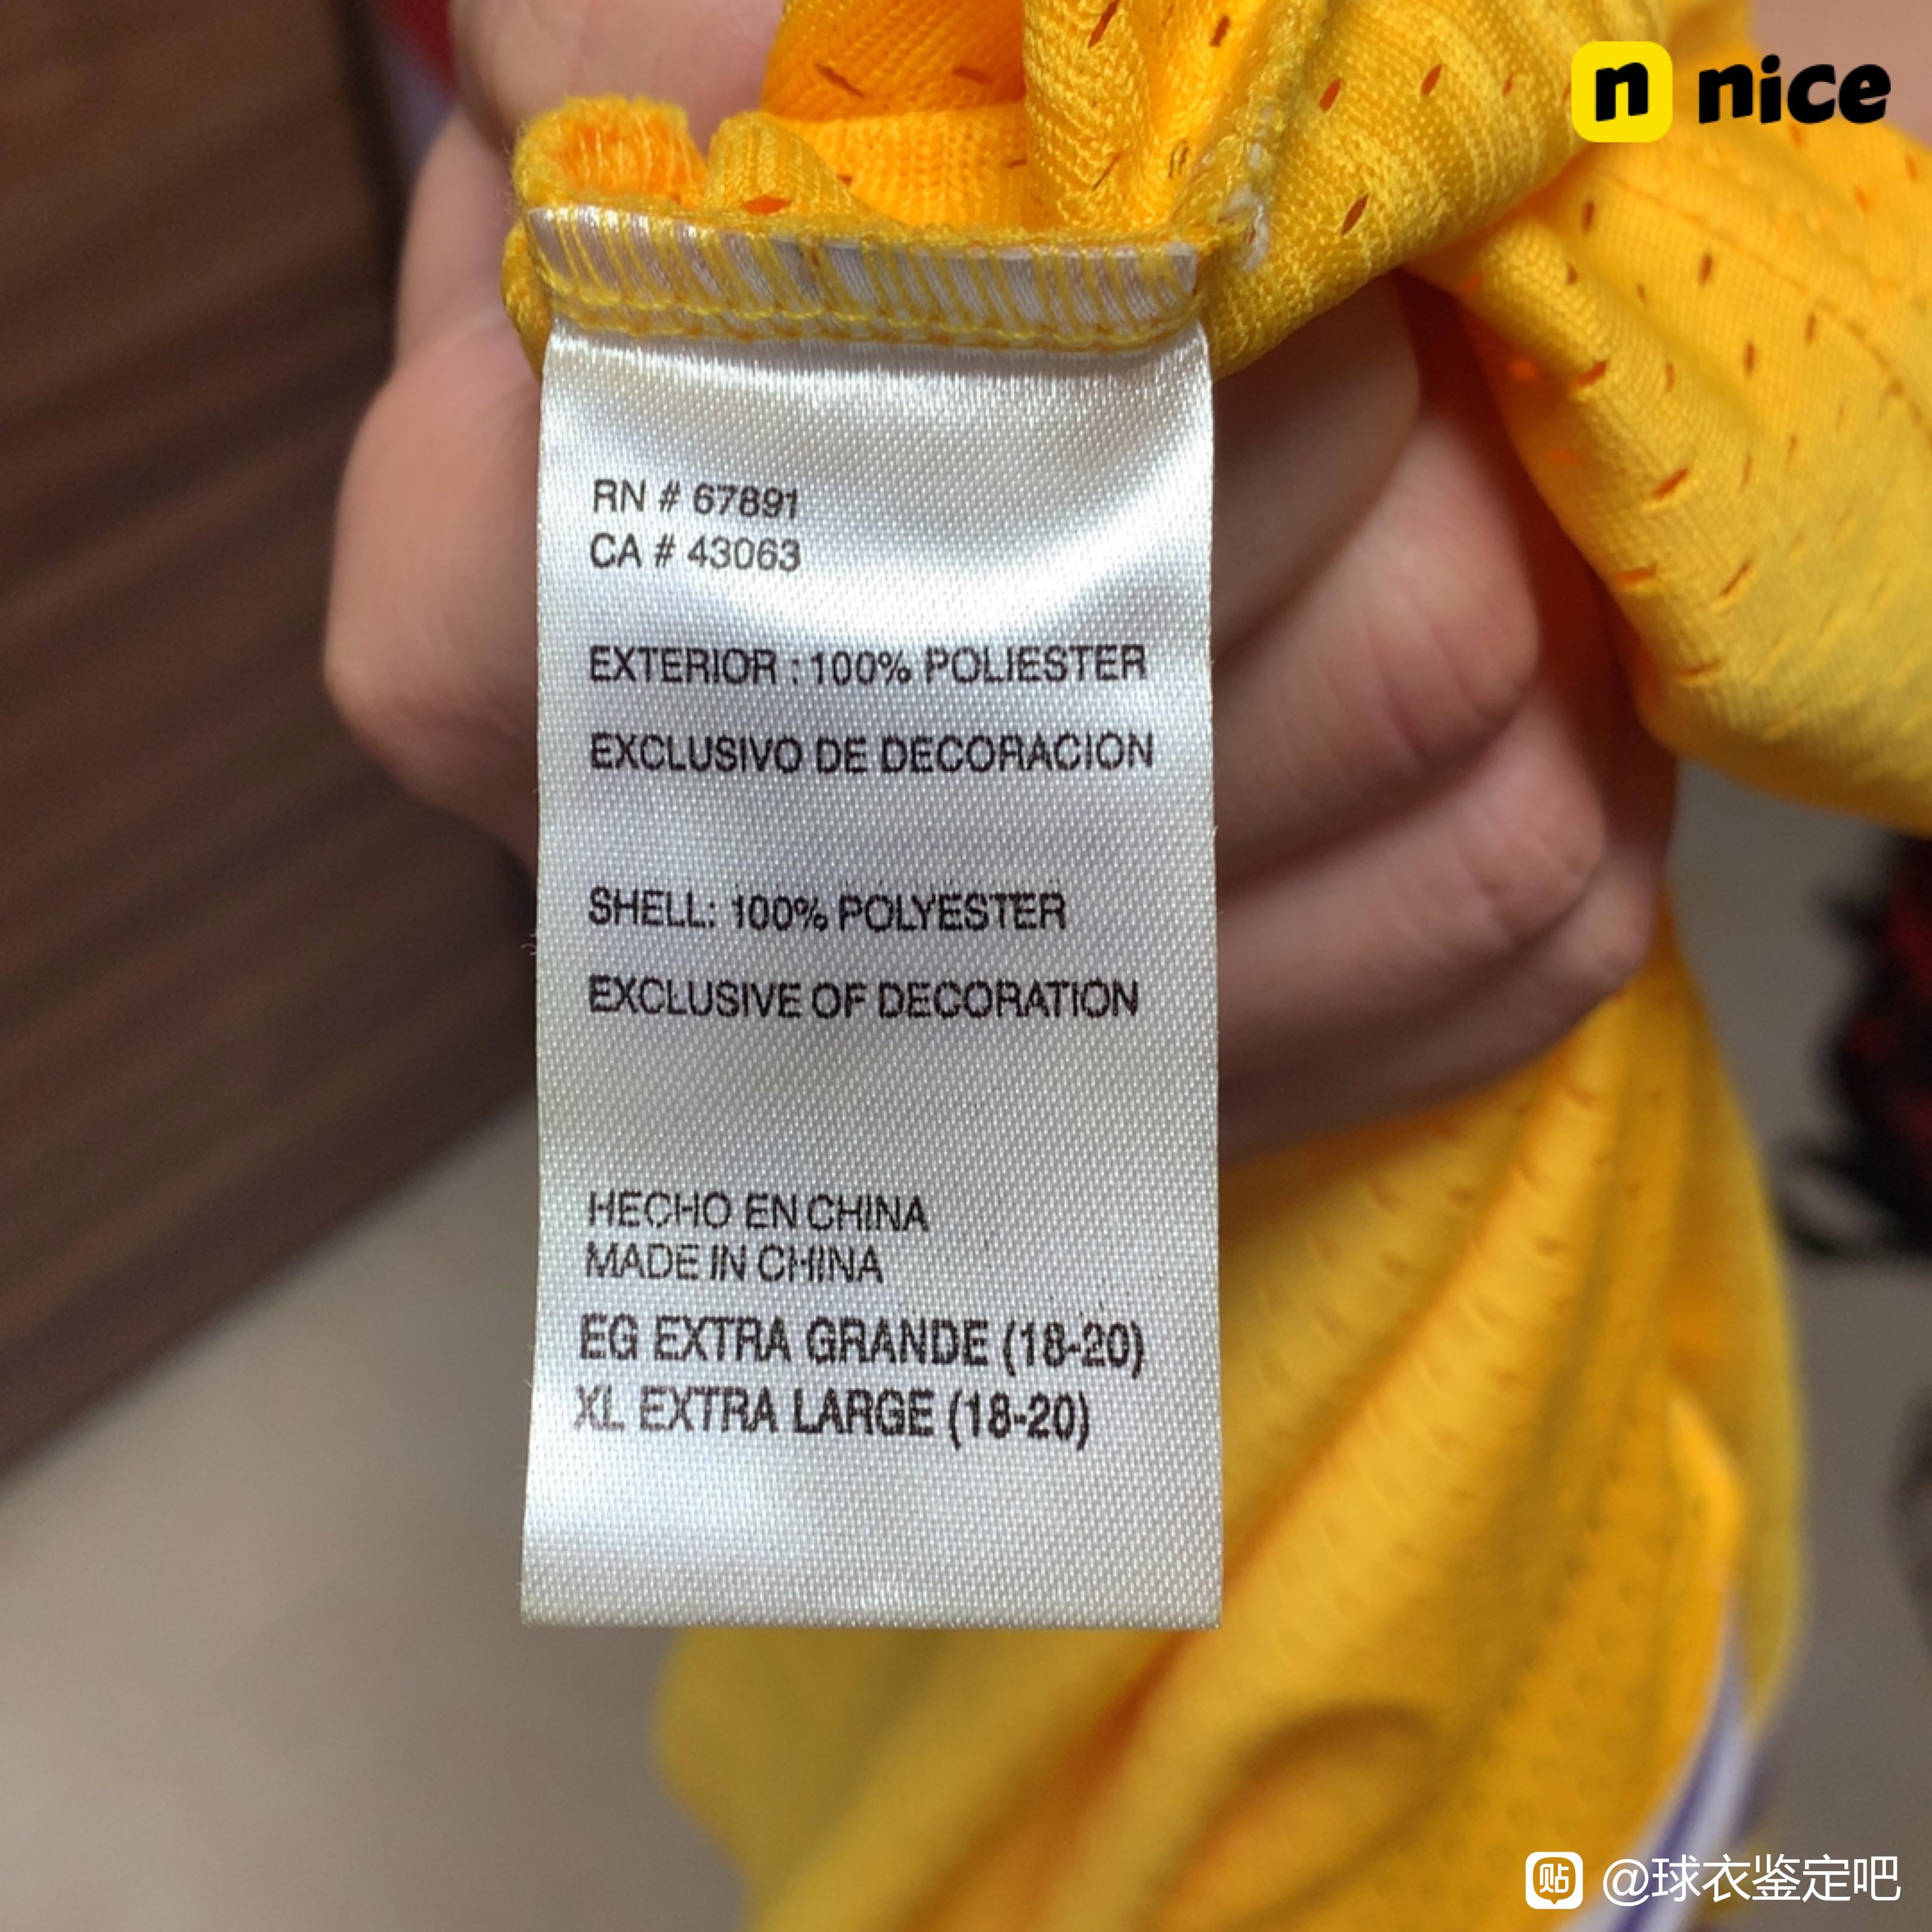 n nice
RN # 67891
CA # 43063
EXTERIOR : 100% POLIESTER
EXCLUSIVO DE DECORACION
SHELL: 100% POLYESTER
EXCLUSIVE OF DECORATION
HECHO EN CHINA
MADE IN CHINA
EG EXTRA GRANDE (18-20)
XL EXTRA LARGE (18-20)
贴 @球衣鉴定吧